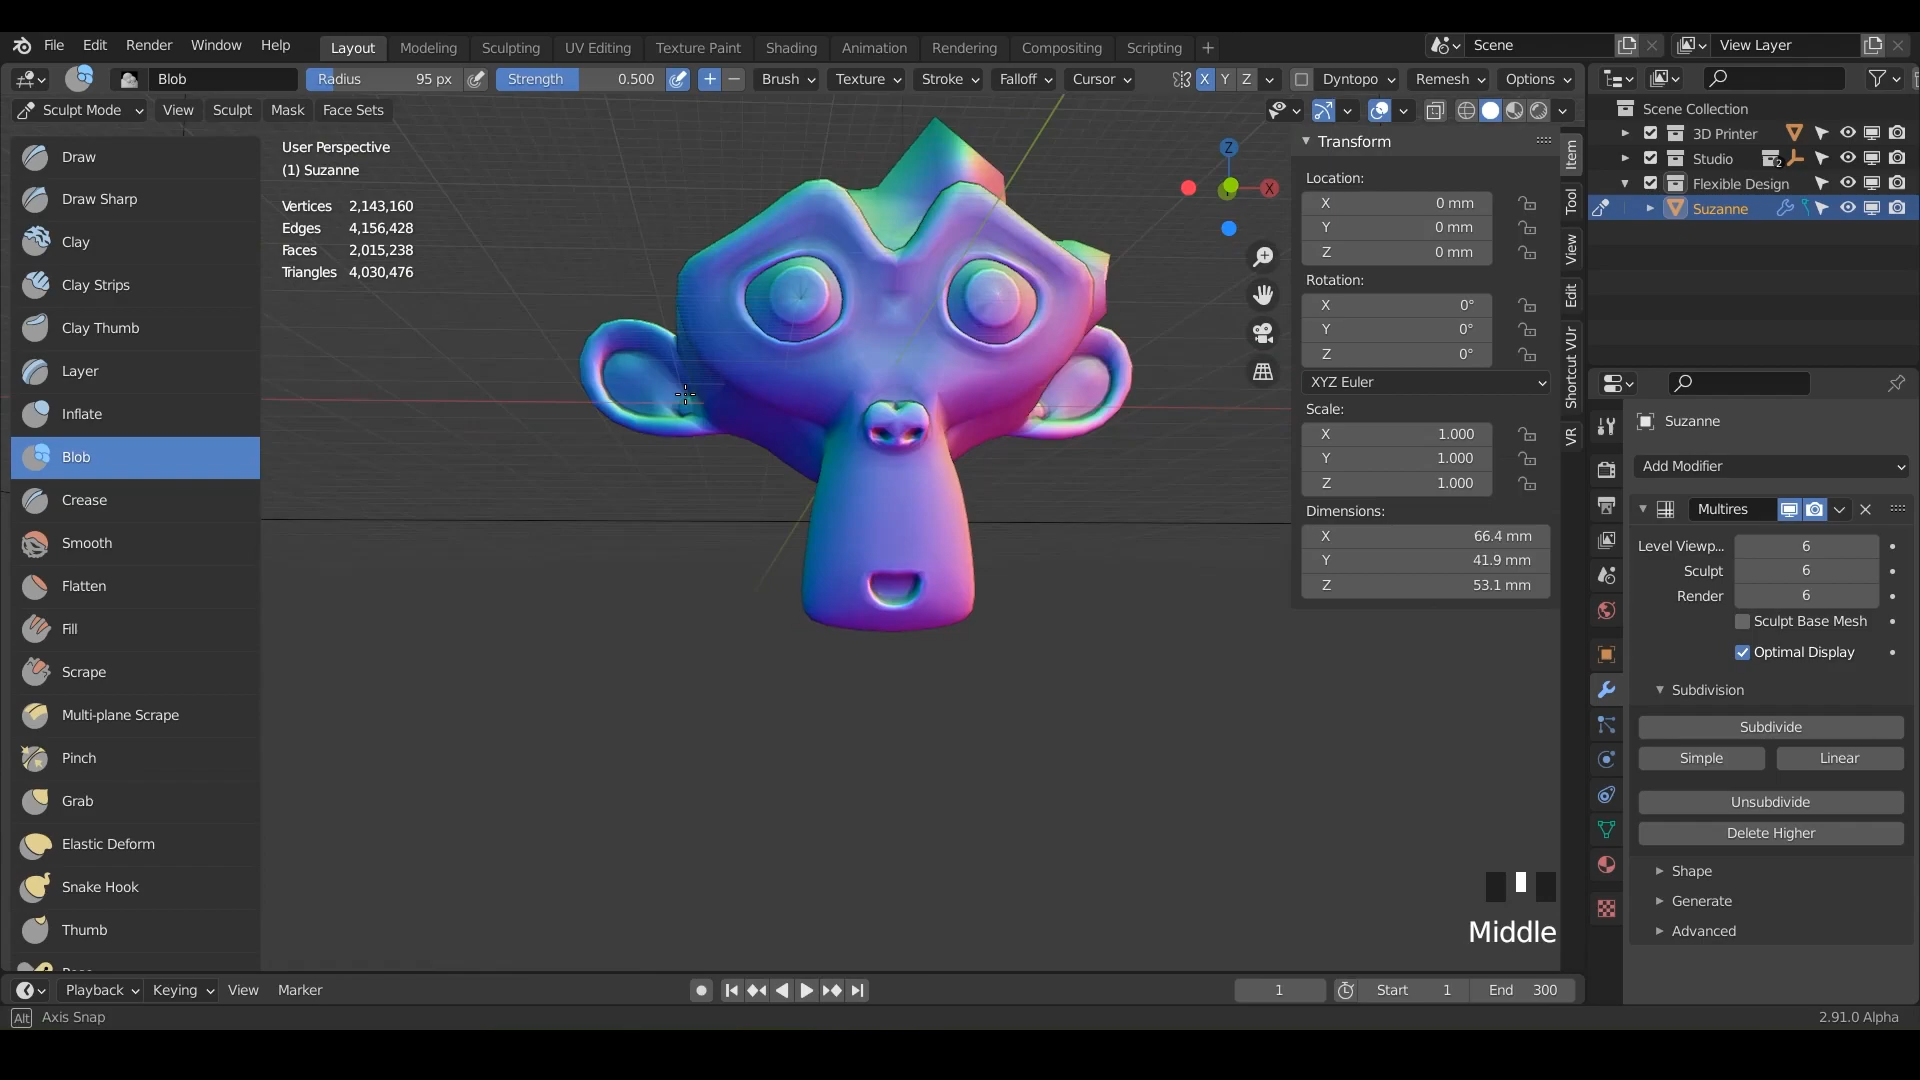 File Edit Render Window Help Layout Modeling Sculpting UV Editing Texture Paint Shading Animation Rendering Compositing Scripting + Scene View Layer
Blob Radius 95 px Strength 0.500 + − Brush Texture Stroke Falloff Cursor X Y Z Dyntopo Remesh Options
Sculpt Mode View Sculpt Mask Face Sets
Draw
Draw Sharp
Clay
Clay Strips
Clay Thumb
Layer
Inflate
Blob
Crease
Smooth
Flatten
Fill
Scrape
Multi-plane Scrape
Pinch
Grab
Elastic Deform
Snake Hook
Thumb
User Perspective
(1) Suzanne
Vertices 2,143,160
Edges 4,156,428
Faces 2,015,238
Triangles 4,030,476
Z
X
Middle
Transform
Location:
X 0 mm
Y 0 mm
Z 0 mm
Rotation:
X 0°
Y 0°
Z 0°
XYZ Euler
Scale:
X 1.000
Y 1.000
Z 1.000
Dimensions:
X 66.4 mm
Y 41.9 mm
Z 53.1 mm
Item
Tool
View
Edit
Shortcut VUr
VR
Scene Collection
3D Printer
Studio 2
Flexible Design
Suzanne
Suzanne
Add Modifier
Multires
Level Viewp... 6
Sculpt 6
Render 6
Sculpt Base Mesh
Optimal Display
Subdivision
Subdivide
Simple Linear
Unsubdivide
Delete Higher
Shape
Generate
Advanced
Playback Keying View Marker 1 Start 1 End 300
Alt Axis Snap 2.91.0 Alpha